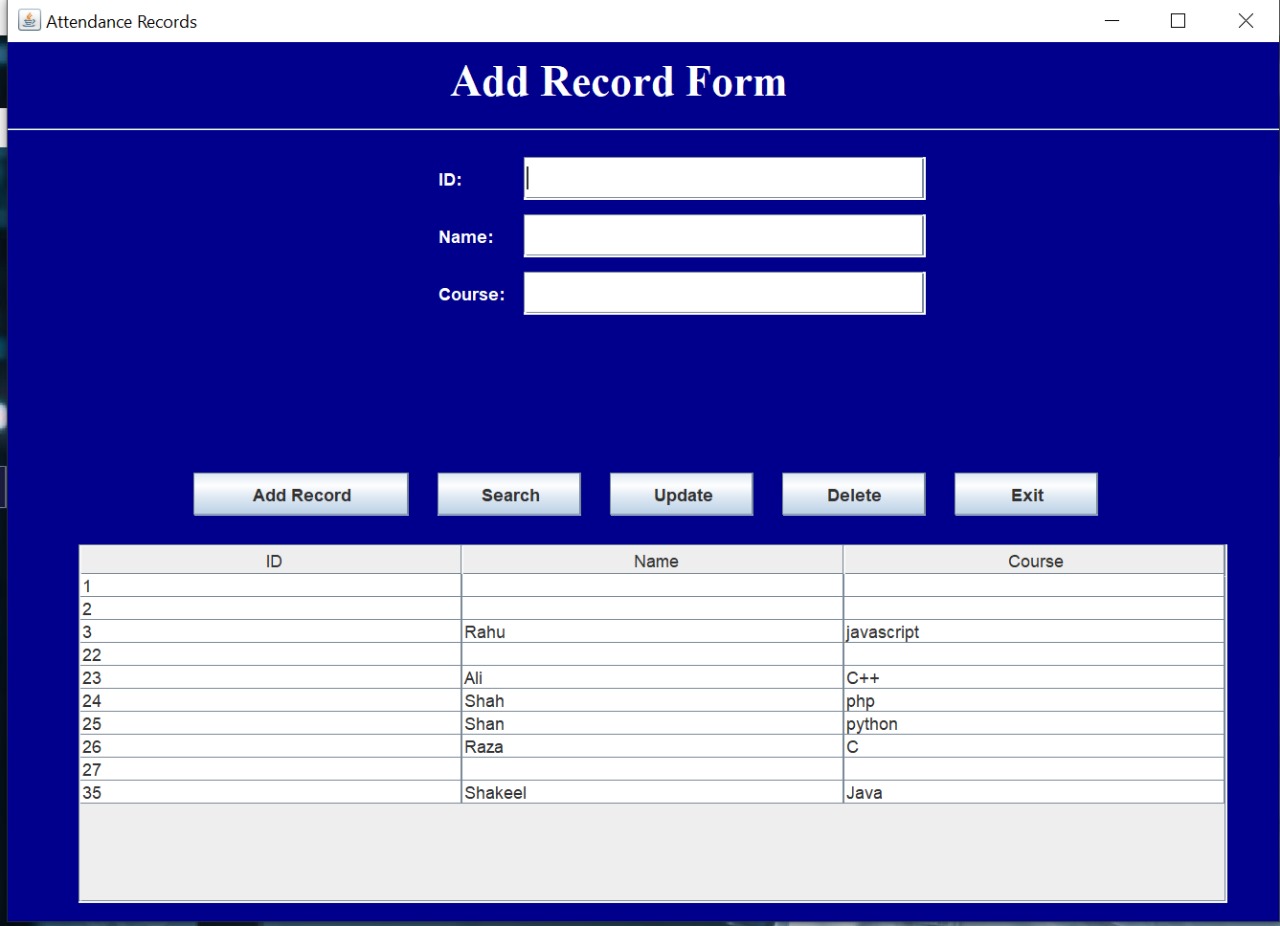 Attendance Records
Add Record Form
ID:
Name:
Course:
Add Record Search Update Delete Exit
ID Name Course
1
2
3 Rahu javascript
22
23 Ali C++
24 Shah php
25 Shan python
26 Raza C
27
35 Shakeel Java